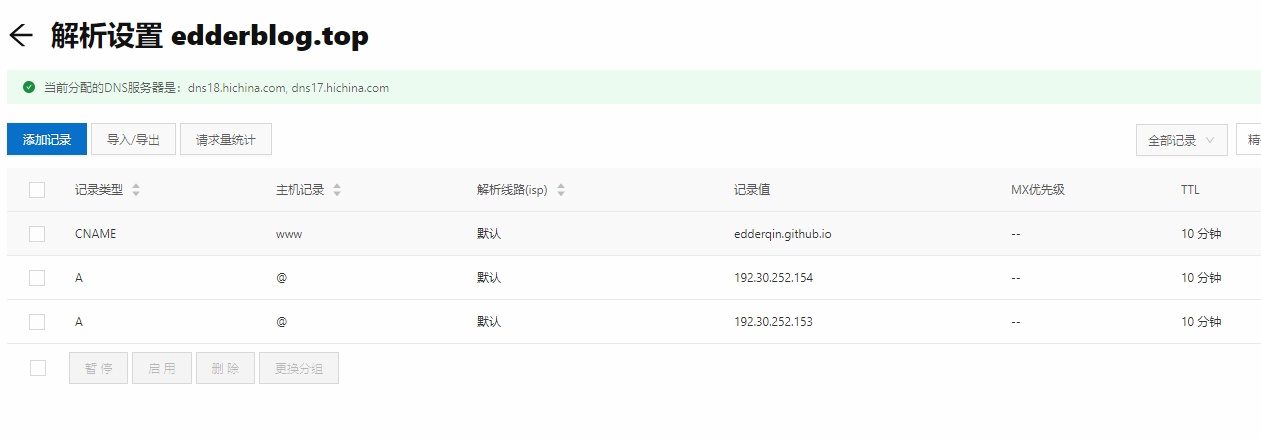 解析设置 edderblog.top
当前分配的DNS服务器是：dns18.hichina.com, dns17.hichina.com
添加记录 导入/导出 请求量统计 全部记录 精
记录类型 主机记录 解析线路(isp) 记录值 MX优先级 TTL
CNAME www 默认 edderqin.github.io -- 10 分钟
A @ 默认 192.30.252.154 -- 10 分钟
A @ 默认 192.30.252.153 -- 10 分钟
暂 停 启 用 删 除 更换分组